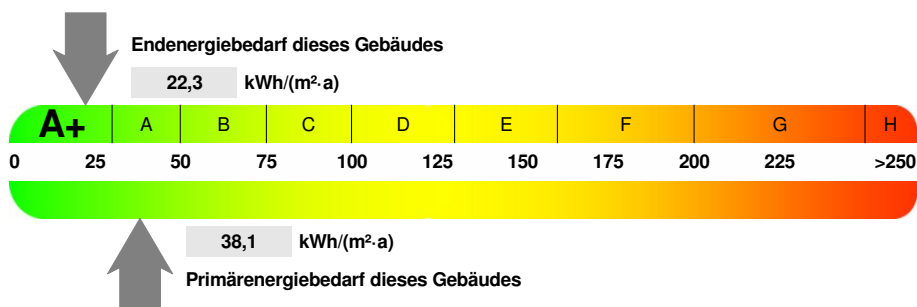 Endenergiebedarf dieses Gebäudes
22,3 kWh/(m²·a)
A+ A B C D E F G H
0 25 50 75 100 125 150 175 200 225 >250
38,1 kWh/(m²·a)
Primärenergiebedarf dieses Gebäudes